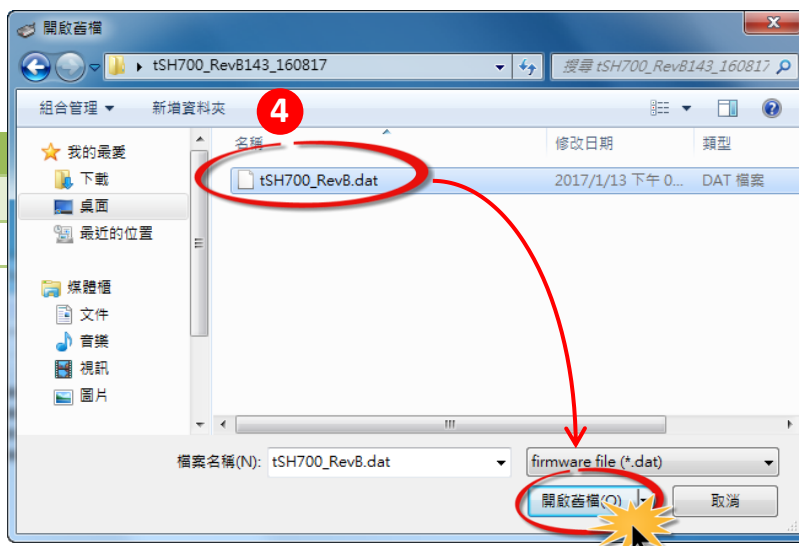 開啟舊檔
tSH700_RevB143_160817
搜尋 tSH700_RevB143_160817
組合管理 新增資料夾
4
名稱 修改日期 類型
我的最愛
下載
桌面
最近的位置
媒體櫃
文件
音樂
視訊
圖片
tSH700_RevB.dat 2017/1/13 下午 0... DAT 檔案
檔案名稱(N): tSH700_RevB.dat firmware file (*.dat)
開啟舊檔(O) 取消